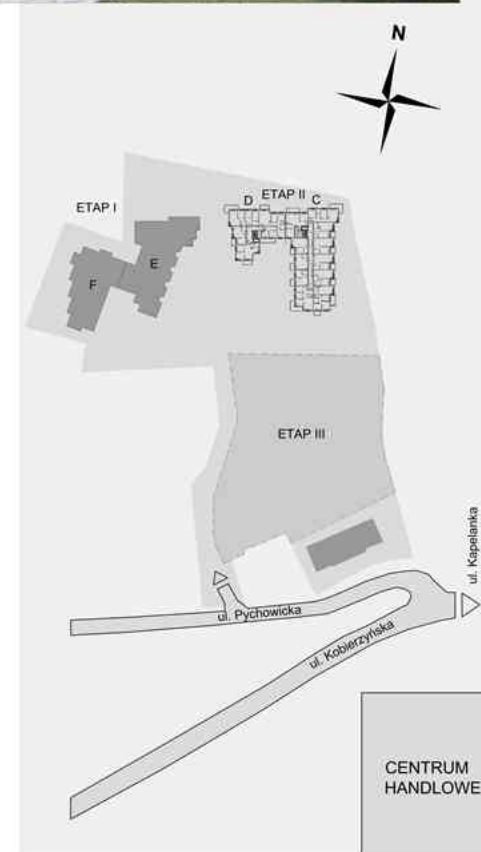 N
ETAP I
D
ETAP II
C
E
F
ETAP III
ul. Kapelanka
ul. Pychowicka
ul. Kobierzyńska
CENTRUM
HANDLOWE